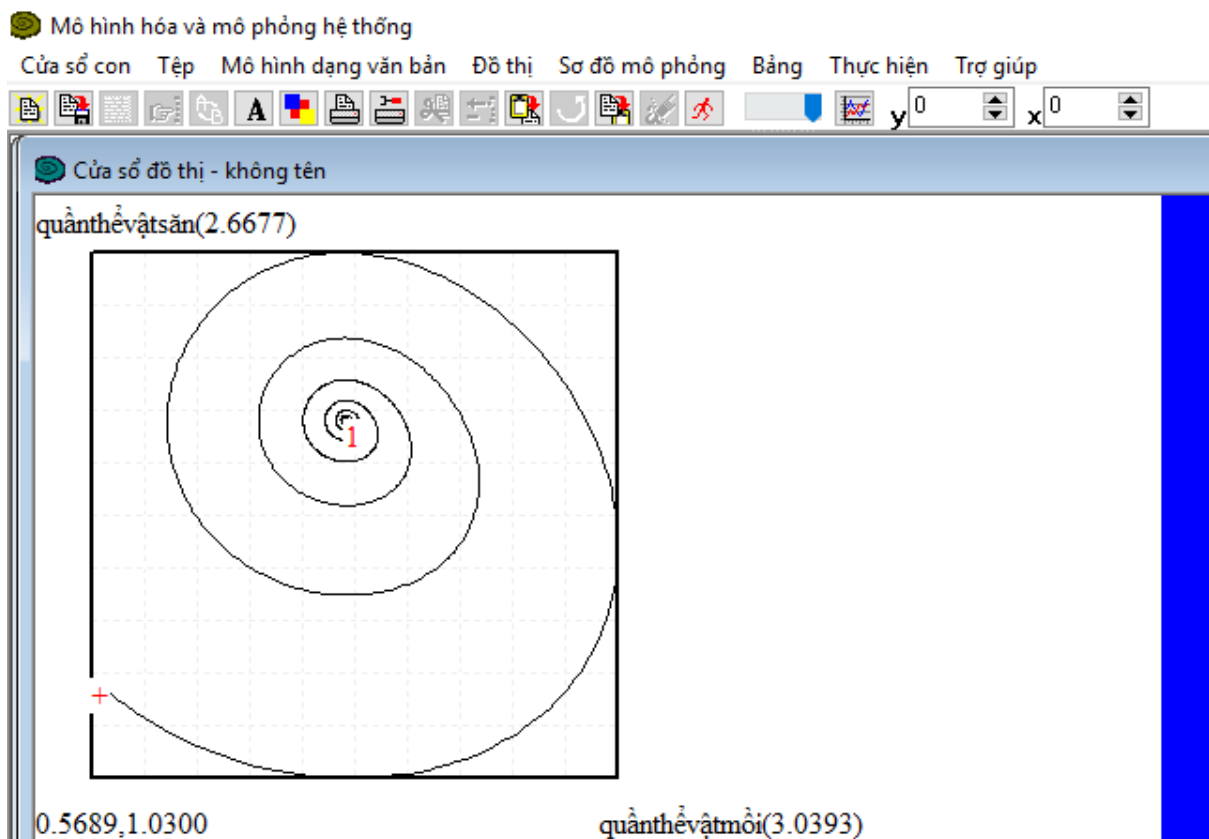 Mô hình hóa và mô phỏng hệ thống
Cửa sổ con Tệp Mô hình dạng văn bản Đồ thị Sơ đồ mô phỏng Bảng Thực hiện Trợ giúp
A y 0 x 0
Cửa sổ đồ thị - không tên
quầnthểvậtsăn(2.6677)
1
+
0.5689,1.0300 quầnthểvậtmồi(3.0393)